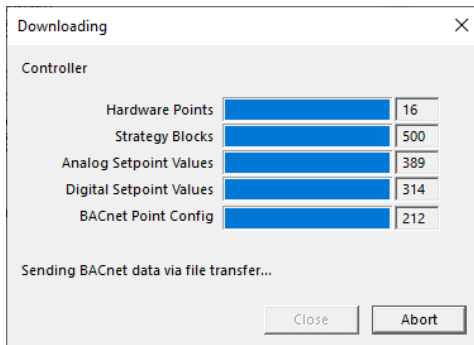 Downloading
Controller
Hardware Points 16
Strategy Blocks 500
Analog Setpoint Values 389
Digital Setpoint Values 314
BACnet Point Config 212
Sending BACnet data via file transfer...
Close Abort